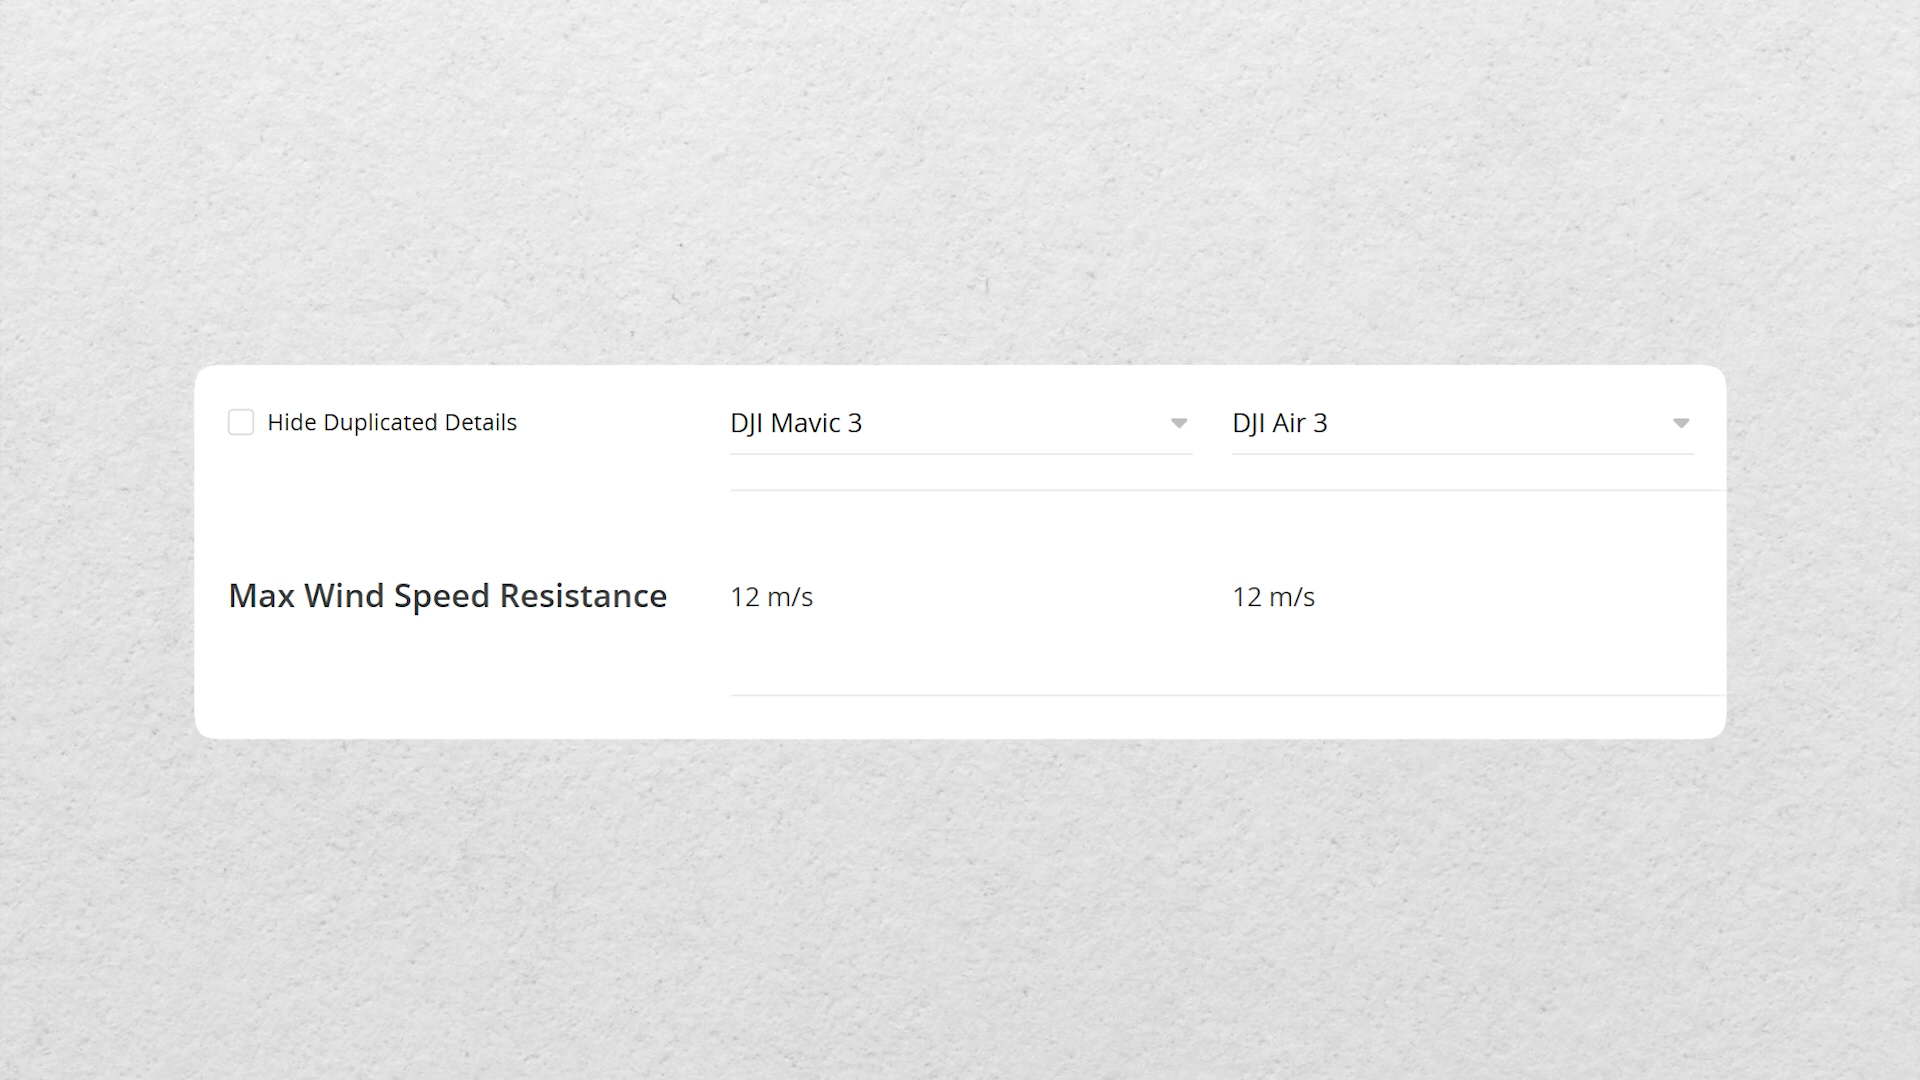 Hide Duplicated Details DJI Mavic 3 DJI Air 3
Max Wind Speed Resistance 12 m/s 12 m/s